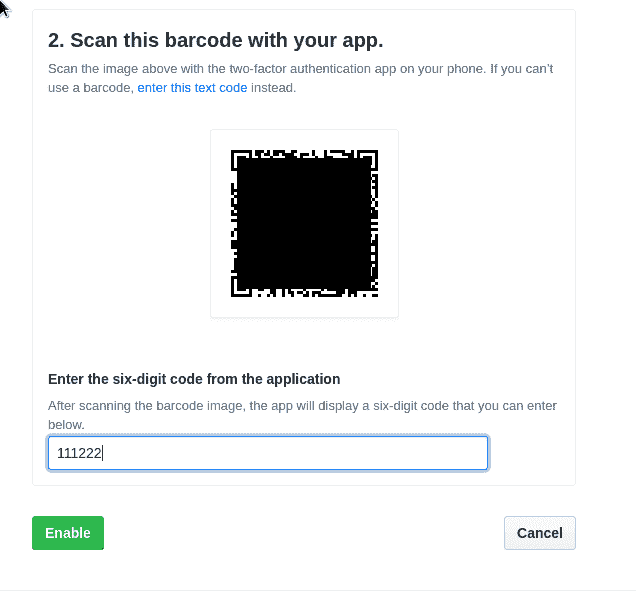 2. Scan this barcode with your app.
Scan the image above with the two-factor authentication app on your phone. If you can’t
use a barcode, enter this text code instead.
Enter the six-digit code from the application
After scanning the barcode image, the app will display a six-digit code that you can enter
below.
111222
Enable
Cancel